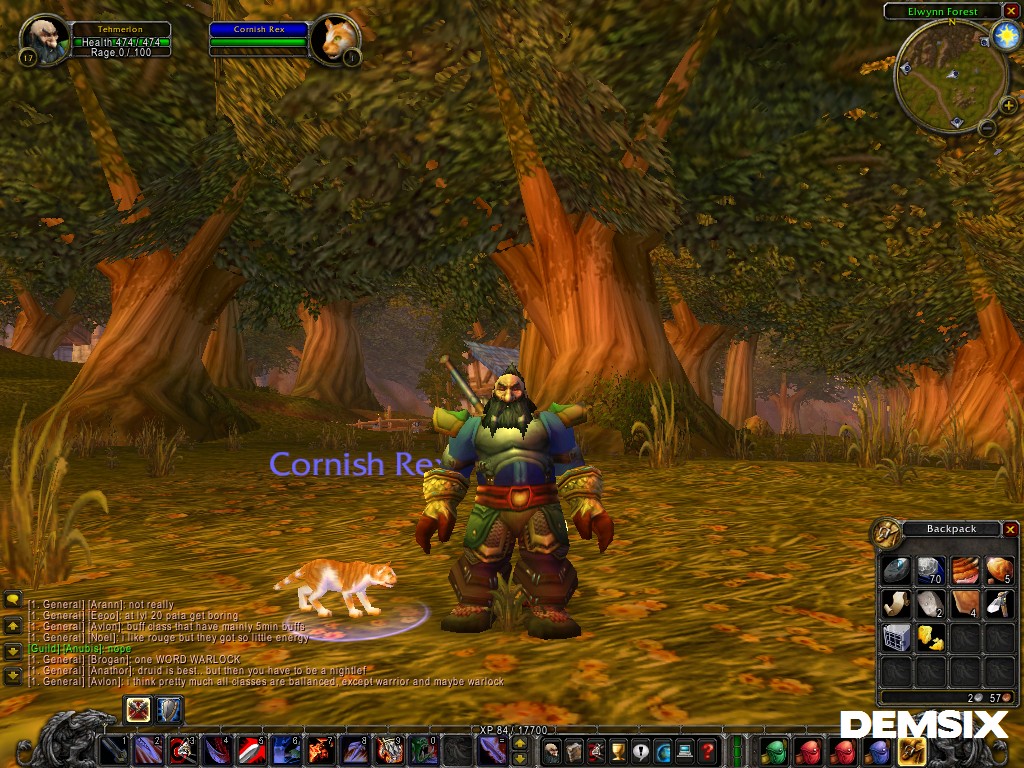 Tehmerion
Health 474 / 474
Rage 0 / 100
17
Cornish Rex
1
Elwynn Forest
N
Cornish Rex
Backpack
70
5
2
4
2 57
[1. General] [Arann]: not really
[1. General] [Eeoo]: at lvl 20 pala get boring
[1. General] [Avlon]: buff class that have mainly 5min buffs
[1. General] [Noel]: i like rouge but they got so little energy
[Guild] [Anubis]: nope
[1. General] [Brogan]: one WORD WARLOCK
[1. General] [Anathor]: druid is best.. but then you have to be a nightlef
[1. General] [Avlon]: i think pretty much all classes are ballanced, except warrior and maybe warlock
XP 84 / 17700
1 2 3 4 5 6 7 8 9 0 =
DEMSIX